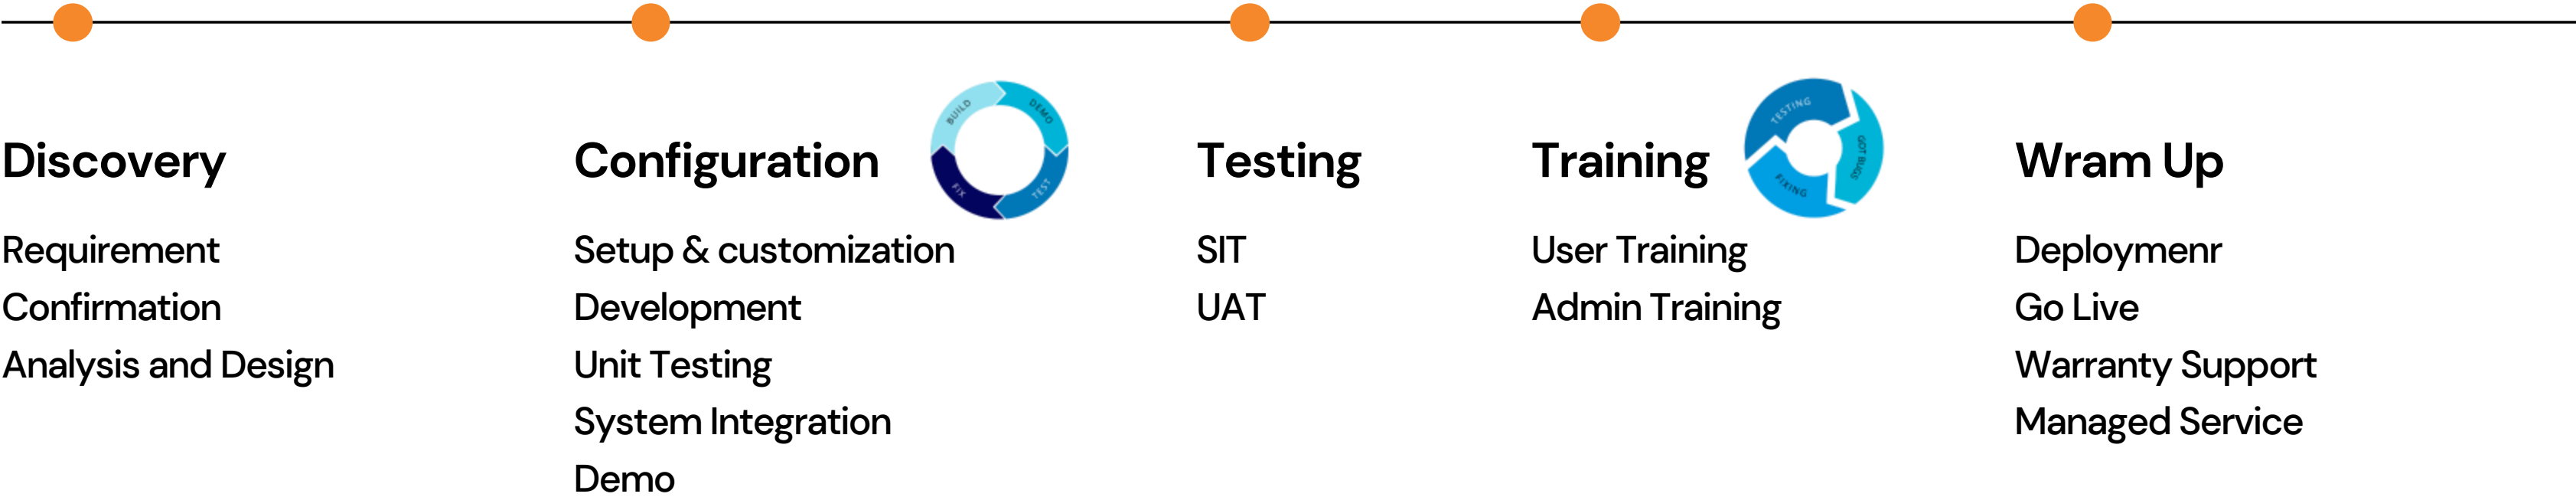 Discovery
Requirement
Confirmation
Analysis and Design
Configuration
BUILD
DEMO
TEST
FIX
Setup & customization
Development
Unit Testing
System Integration
Demo
Testing
SIT
UAT
Training
TESTING
GOT BUGS
FIXING
User Training
Admin Training
Wram Up
Deploymenr
Go Live
Warranty Support
Managed Service